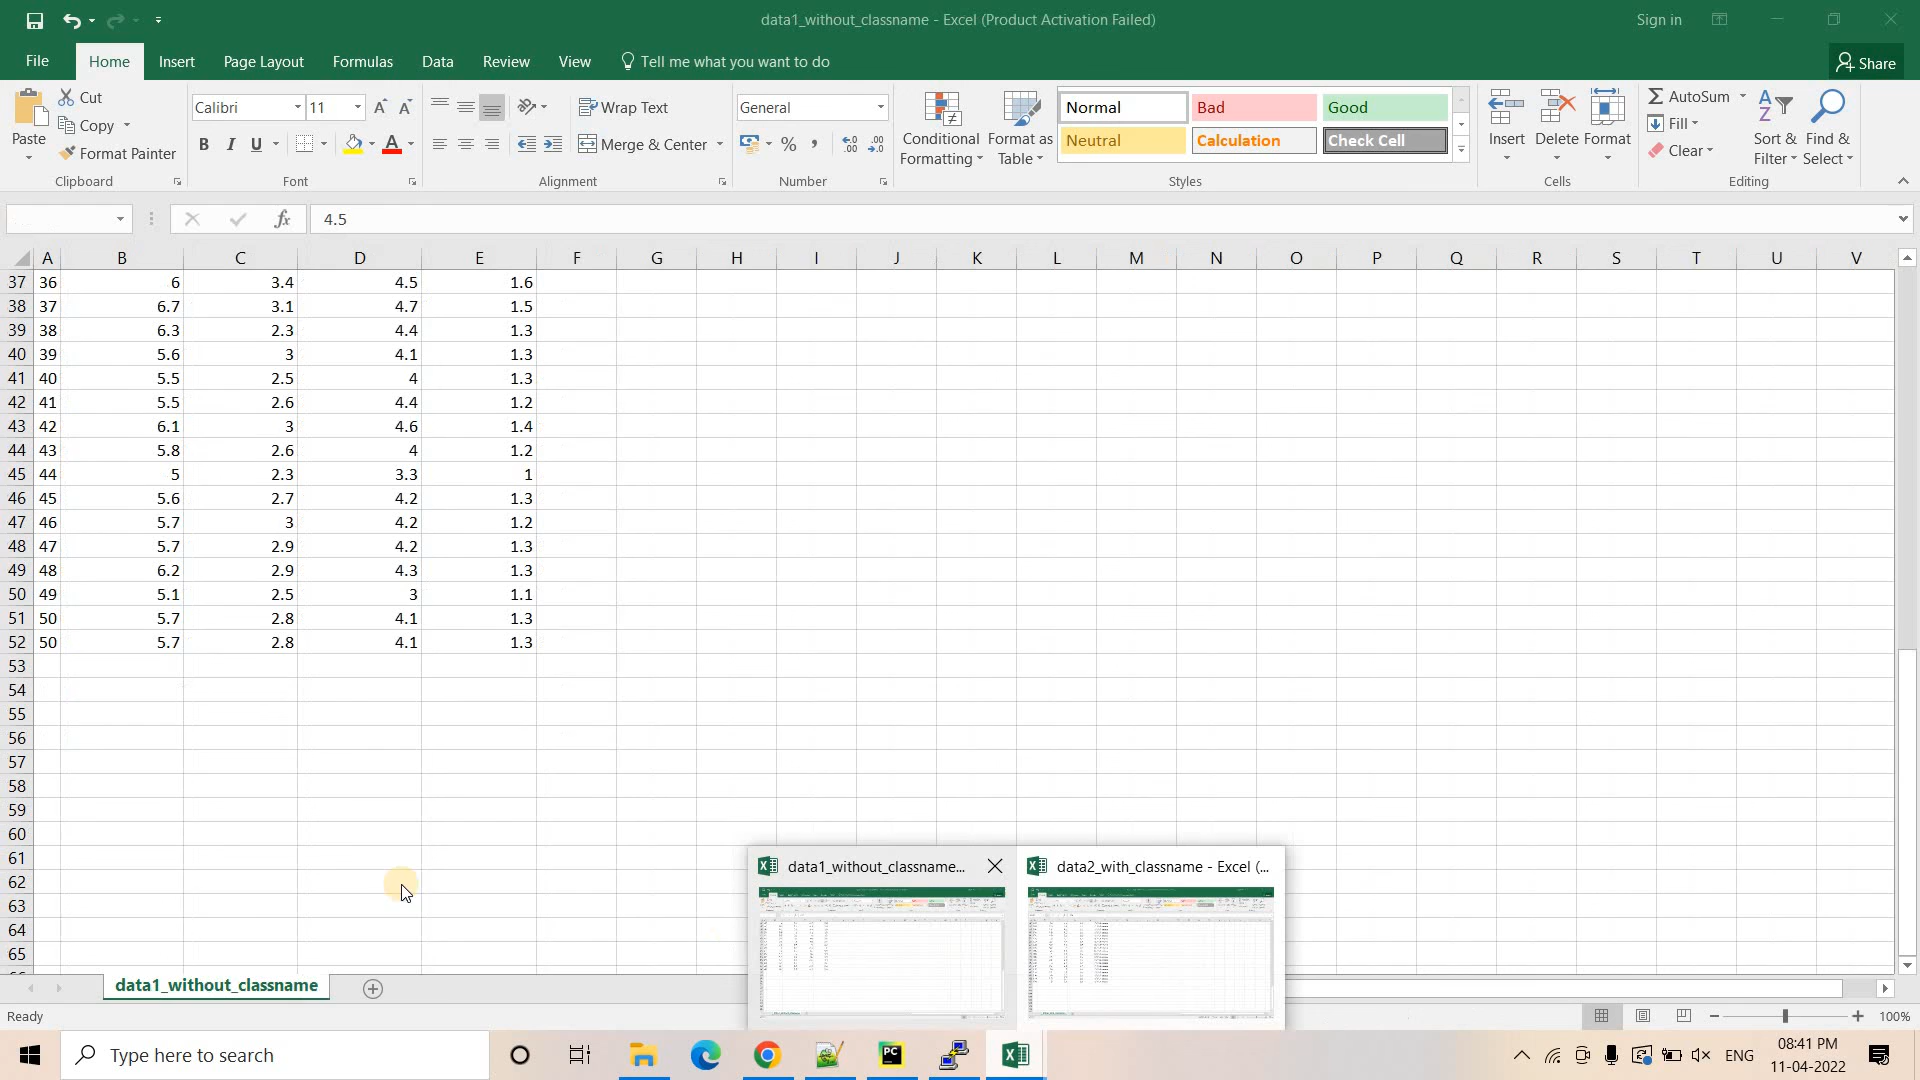 data1_without_classname - Excel (Product Activation Failed)
Sign in
File Home Insert Page Layout Formulas Data Review View Tell me what you want to do
Share
Paste
Cut
Copy
Format Painter
Clipboard
Calibri 11
B I U
Font
Wrap Text
Merge & Center
Alignment
General
%
Number
Conditional Formatting
Format as Table
Normal Bad Good
Neutral Calculation Check Cell
Styles
Insert Delete Format
Cells
AutoSum
Fill
Clear
Sort & Filter
Find & Select
Editing
fx 4.5
A B C D E F G H I J K L M N O P Q R S T U V
37 36 6 3.4 4.5 1.6
38 37 6.7 3.1 4.7 1.5
39 38 6.3 2.3 4.4 1.3
40 39 5.6 3 4.1 1.3
41 40 5.5 2.5 4 1.3
42 41 5.5 2.6 4.4 1.2
43 42 6.1 3 4.6 1.4
44 43 5.8 2.6 4 1.2
45 44 5 2.3 3.3 1
46 45 5.6 2.7 4.2 1.3
47 46 5.7 3 4.2 1.2
48 47 5.7 2.9 4.2 1.3
49 48 6.2 2.9 4.3 1.3
50 49 5.1 2.5 3 1.1
51 50 5.7 2.8 4.1 1.3
52 50 5.7 2.8 4.1 1.3
53
54
55
56
57
58
59
60
61
62
63
64
65
data1_without_classname... data2_with_classname - Excel (...
data1_without_classname
Ready
100%
Type here to search
ENG
08:41 PM
11-04-2022